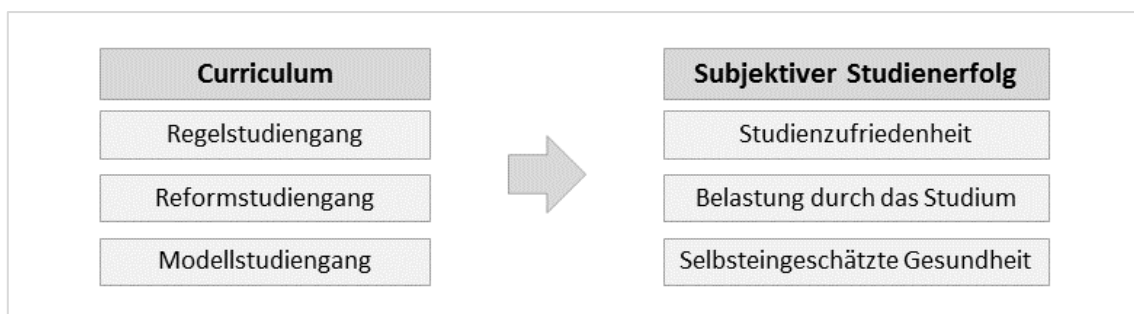 Curriculum
Regelstudiengang
Reformstudiengang
Modellstudiengang
Subjektiver Studienerfolg
Studienzufriedenheit
Belastung durch das Studium
Selbsteingeschätzte Gesundheit